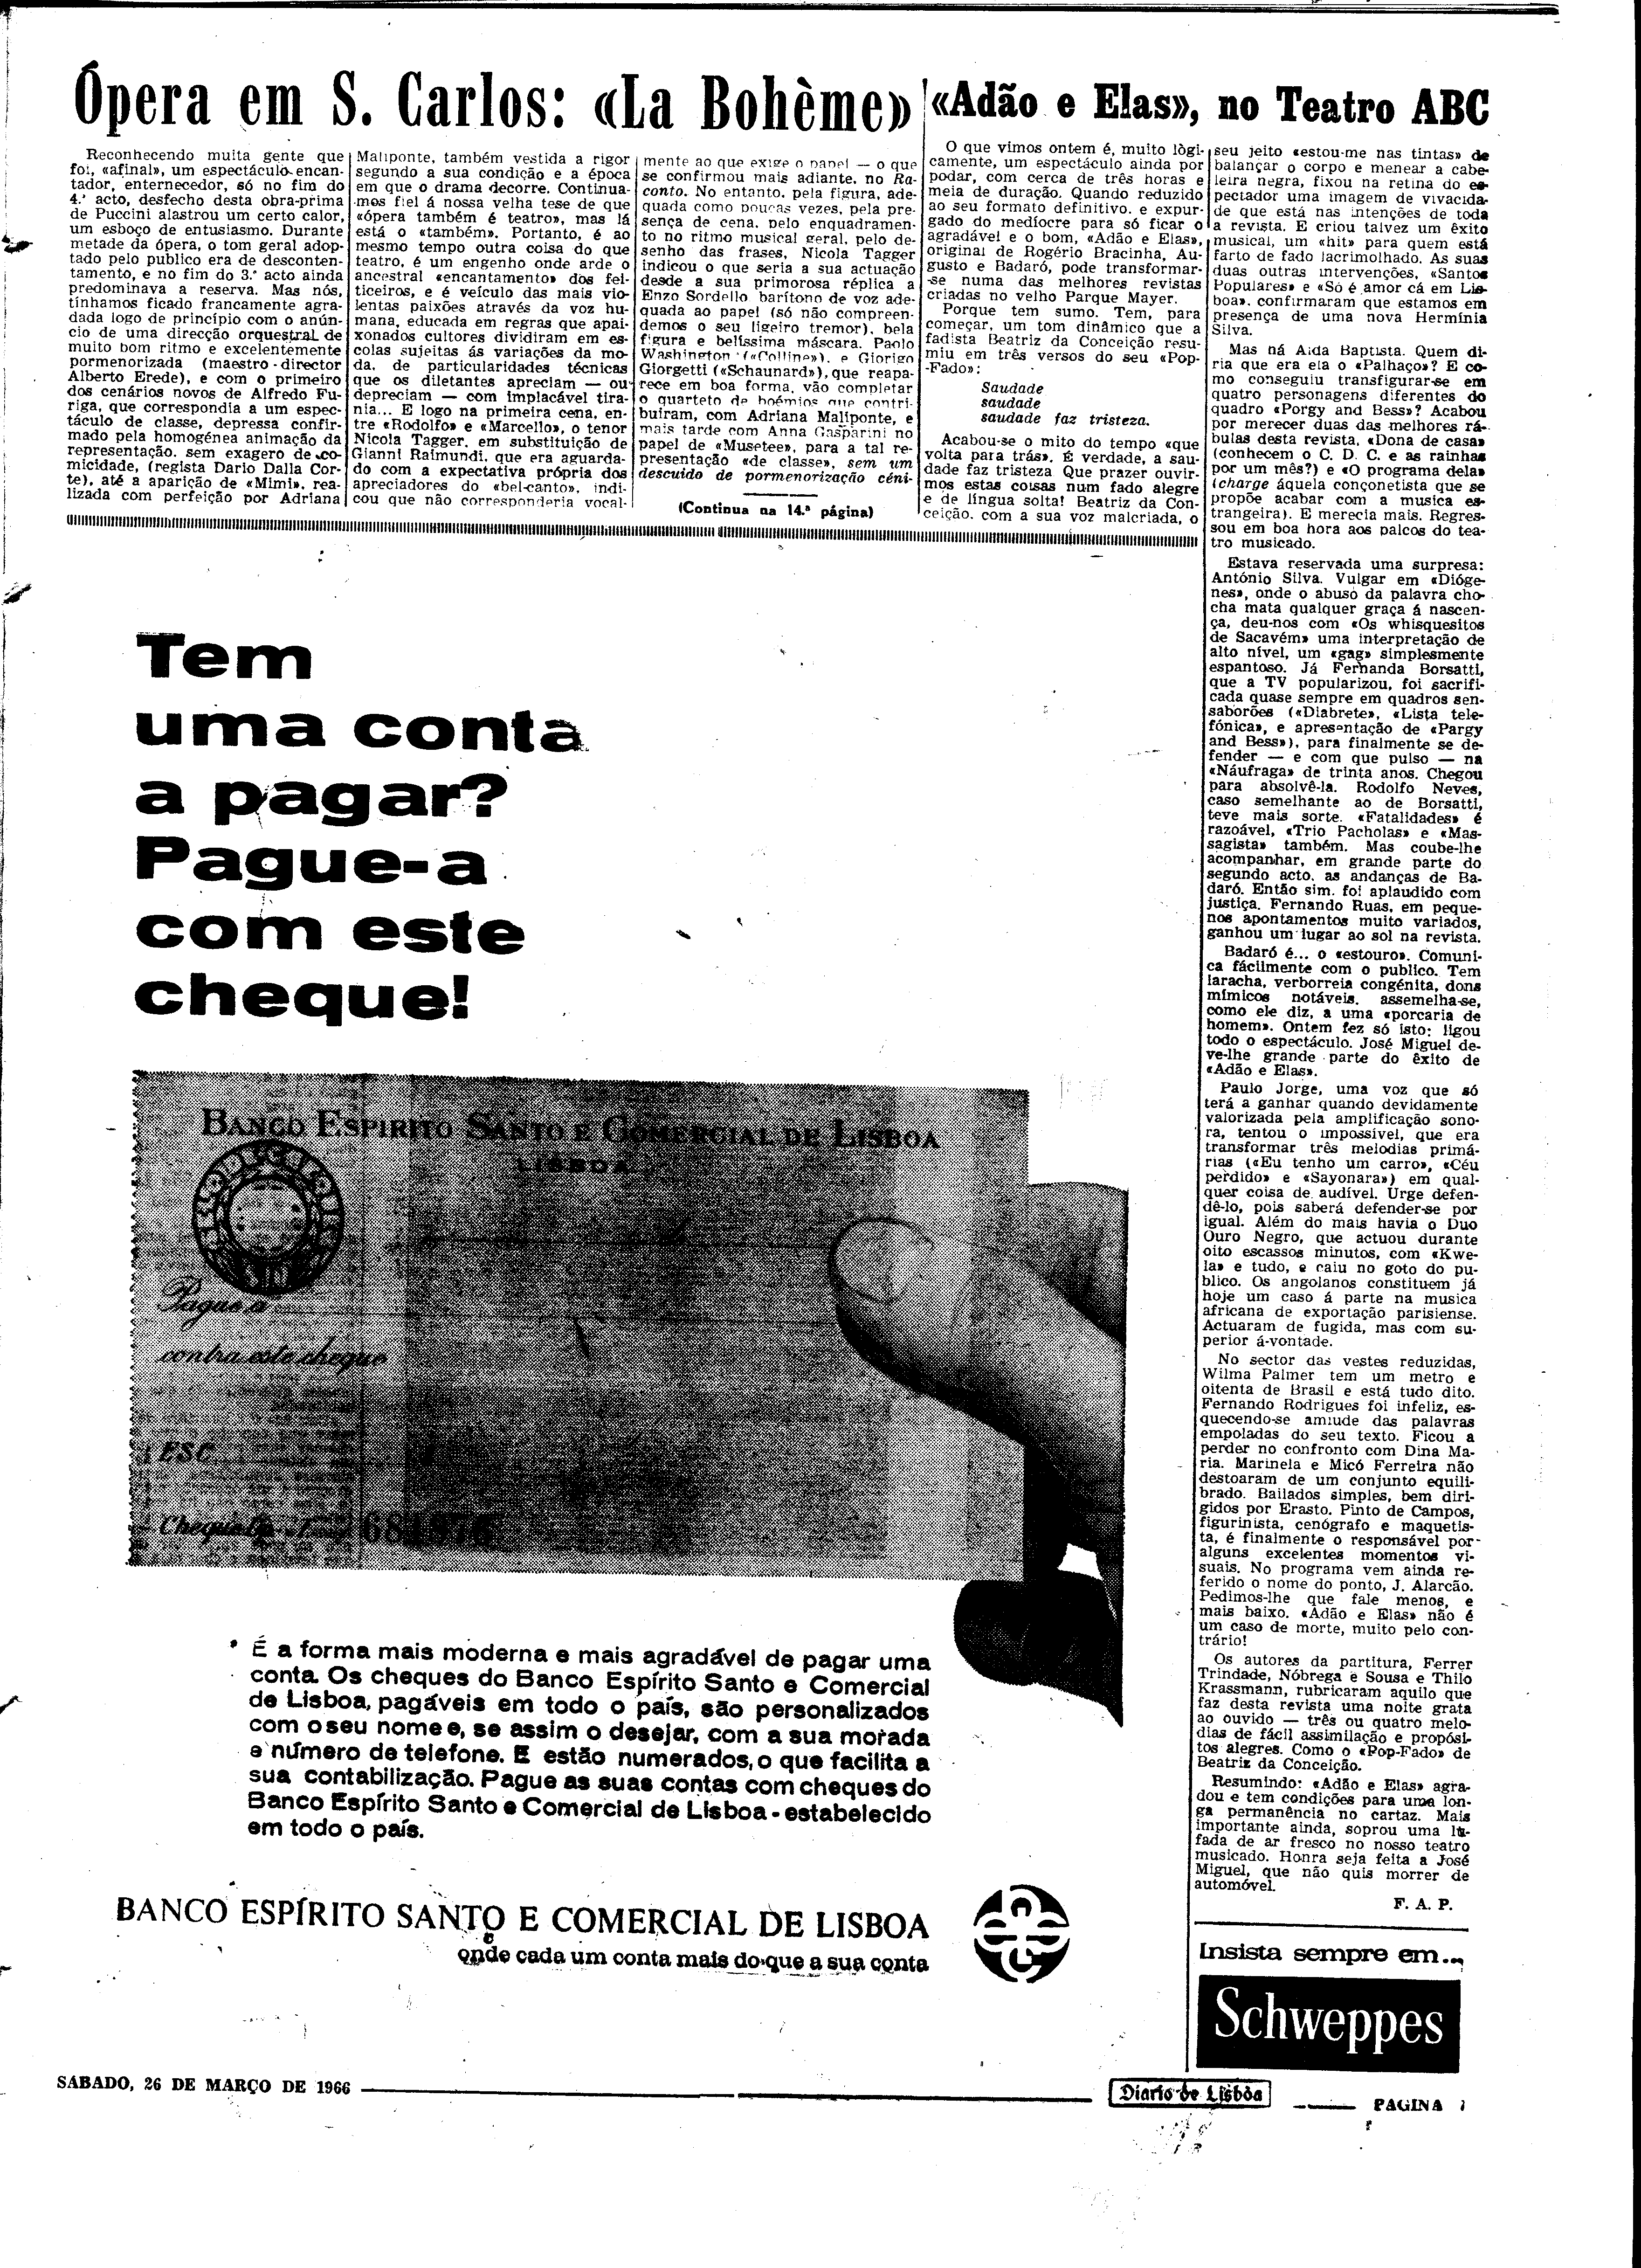 Ópera em S. Carlos: «La Bohème»
Reconhecendo muita gente que
foi, «afinal», um espectáculo encan-
tador, enternecedor, só no fim do
4.º acto, desfecho desta obra-prima
de Puccini alastrou um certo calor,
um esboço de entusiasmo. Durante
metade da ópera, o tom geral adop-
tado pelo publico era de desconten-
tamento, e no fim do 3.º acto ainda
predominava a reserva. Mas nós,
tínhamos ficado francamente agra-
dada logo de princípio com o anún-
cio de uma direcção orquestral de
muito bom ritmo e excelentemente
pormenorizada (maestro-director
Alberto Erede), e com o primeiro
dos cenários novos de Alfredo Fu-
riga, que correspondia a um espec-
táculo de classe, depressa confir-
mado pela homogénea animação da
representação, sem exagero de co-
micidade, (regista Dario Dalla Cor-
te), até a aparição de «Mimi», rea-
lizada com perfeição por Adriana
Maliponte, também vestida a rigor
segundo a sua condição e a época
em que o drama decorre. Continua-
mos fiel á nossa velha tese de que
«ópera também é teatro», mas lá
está o «também». Portanto, é ao
mesmo tempo outra coisa do que
teatro, é um engenho onde arde o
ancestral «encantamento» dos fei-
ticeiros, e é veículo das mais vio-
lentas paixões através da voz hu-
mana, educada em regras que apai-
xonados cultores dividiram em es-
colas sujeitas ás variações da mo-
da, de particularidades técnicas
que os diletantes apreciam — ou
depreciam — com implacável tira-
nia... E logo na primeira cena, en-
tre «Rodolfo» e «Marcello», o tenor
Nicola Tagger, em substituição de
Gianni Raimundi, que era aguarda-
do com a expectativa própria dos
apreciadores do «bel-canto», indi-
cou que não corresponderia vocal-
mente ao que exige o papel — o que
se confirmou mais adiante, no Ra-
conto. No entanto, pela figura, ade-
quada como poucas vezes, pela pre-
sença de cena, pelo enquadramen-
to no ritmo musical geral, pelo de-
senho das frases, Nicola Tagger
indicou o que seria a sua actuação
desde a sua primorosa réplica a
Enzo Sordello barítono de voz ade-
quada ao papel (só não compreen-
demos o seu ligeiro tremor), bela
figura e belíssima máscara. Paolo
Washington («Colline»), e Giorigo
Giorgetti («Schaunard»), que reapa-
rece em boa forma, vão completar
o quarteto de boémios que contri-
buiram, com Adriana Maliponte, e
mais tarde com Anna Gasparini no
papel de «Musetee», para a tal re-
presentação «de classe», sem um
descuido de pormenorização céni-
(Continua na 14.ª página)
«Adão e Elas», no Teatro ABC
O que vimos ontem é, muito lògi-
camente, um espectáculo ainda por
podar, com cerca de três horas e
meia de duração. Quando reduzido
ao seu formato definitivo, e expur-
gado do medíocre para só ficar o
agradável e o bom, «Adão e Elas»,
original de Rogério Bracinha, Au-
gusto e Badaró, pode transformar-
-se numa das melhores revistas
criadas no velho Parque Mayer.
Porque tem sumo. Tem, para
começar, um tom dinâmico que a
fadista Beatriz da Conceição resu-
miu em três versos do seu «Pop-
-Fado»:
Saudade
saudade
saudade faz tristeza.
Acabou-se o mito do tempo «que
volta para trás». É verdade, a sau-
dade faz tristeza Que prazer ouvir-
mos estas coisas num fado alegre
e de língua solta! Beatriz da Con-
ceição, com a sua voz malcriada, o
seu jeito «estou-me nas tintas» de
balançar o corpo e menear a cabe-
leira negra, fixou na retina do es-
pectador uma imagem de vivacida-
de que está nas intenções de toda
a revista. E criou talvez um êxito
musical, um «hit» para quem está
farto de fado lacrimolhado. As suas
duas outras intervenções, «Santos
Populares» e «Só é amor cá em Lis-
boa», confirmaram que estamos em
presença de uma nova Hermínia
Silva.
Mas há Aida Baptista. Quem di-
ria que era ela o «Palhaço»? E co-
mo conseguiu transfigurar-se em
quatro personagens diferentes do
quadro «Porgy and Bess»? Acabou
por merecer duas das melhores rá-
bulas desta revista, «Dona de casa»
(conhecem o C. D. C. e as rainhas
por um mês?) e «O programa dela»
(charge áquela conçonetista que se
propõe acabar com a musica es-
trangeira). E merecia mais. Regres-
sou em boa hora aos palcos do tea-
tro musicado.
Estava reservada uma surpresa:
António Silva. Vulgar em «Dióge-
nes», onde o abuso da palavra cho-
cha mata qualquer graça á nascen-
ça, deu-nos com «Os whisquesitos
de Sacavém» uma interpretação de
alto nível, um «gag» simplesmente
espantoso. Já Fernanda Borsatti,
que a TV popularizou, foi sacrifi-
cada quase sempre em quadros sen-
saborões («Diabrete», «Lista tele-
fónica», e apresentação de «Pargy
and Bess»), para finalmente se de-
fender — e com que pulso — na
«Náufraga» de trinta anos. Chegou
para absolvê-la. Rodolfo Neves,
caso semelhante ao de Borsatti,
teve mais sorte. «Fatalidades» é
razoável, «Trio Pacholas» e «Mas-
sagista» também. Mas coube-lhe
acompanhar, em grande parte do
segundo acto, as andanças de Ba-
daró. Então sim, foi aplaudido com
justiça. Fernando Ruas, em peque-
nos apontamentos muito variados,
ganhou um lugar ao sol na revista.
Badaró é... o «estouro». Comuni-
ca fàcilmente com o publico. Tem
laracha, verborreia congénita, dons
mímicos notáveis, assemelha-se,
como ele diz, a uma «porcaria de
homem». Ontem fez só isto: ligou
todo o espectáculo. José Miguel de-
ve-lhe grande parte do êxito de
«Adão e Elas».
Paulo Jorge, uma voz que só
terá a ganhar quando devidamente
valorizada pela amplificação sono-
ra, tentou o impossível, que era
transformar três melodias primá-
rias («Eu tenho um carro», «Céu
perdido» e «Sayonara») em qual-
quer coisa de audível. Urge defen-
dê-lo, pois saberá defender-se por
igual. Além do mais havia o Duo
Ouro Negro, que actuou durante
oito escassos minutos, com «Kwe-
la» e tudo, e caiu no goto do pu-
blico. Os angolanos constituem já
hoje um caso á parte na musica
africana de exportação parisiense.
Actuaram de fugida, mas com su-
perior á-vontade.
No sector das vestes reduzidas,
Wilma Palmer tem um metro e
oitenta de Brasil e está tudo dito.
Fernando Rodrigues foi infeliz, es-
quecendo-se amiude das palavras
empoladas do seu texto. Ficou a
perder no confronto com Dina Ma-
ria. Marinela e Micó Ferreira não
destoaram de um conjunto equili-
brado. Bailados simples, bem diri-
gidos por Erasto. Pinto de Campos,
figurinista, cenógrafo e maquetis-
ta, é finalmente o responsável por
alguns excelentes momentos vi-
suais. No programa vem ainda re-
ferido o nome do ponto, J. Alarcão.
Pedimos-lhe que fale menos, e
mais baixo. «Adão e Elas» não é
um caso de morte, muito pelo con-
trário!
Os autores da partitura, Ferrer
Trindade, Nóbrega e Sousa e Thilo
Krassmann, rubricaram aquilo que
faz desta revista uma noite grata
ao ouvido — três ou quatro melo-
dias de fácil assimilação e propósi-
tos alegres. Como o «Pop-Fado» de
Beatriz da Conceição.
Resumindo: «Adão e Elas» agra-
dou e tem condições para uma lon-
ga permanência no cartaz. Mais
importante ainda, soprou uma lu-
fada de ar fresco no nosso teatro
musicado. Honra seja feita a José
Miguel, que não quis morrer de
automóvel.
F. A. P.
Tem
uma conta
a pagar?
Pague-a
com este
cheque!
BANCO ESPIRITO SANTO E COMERCIAL DE LISBOA
LISBOA
Pague a
contra este cheque
ESC.
Cheque
É a forma mais moderna e mais agradável de pagar uma
conta. Os cheques do Banco Espírito Santo e Comercial
de Lisboa, pagáveis em todo o país, são personalizados
com o seu nome e, se assim o desejar, com a sua morada
e número de telefone. E estão numerados, o que facilita a
sua contabilização. Pague as suas contas com cheques do
Banco Espírito Santo e Comercial de Lisboa - estabelecido
em todo o país.
BANCO ESPÍRITO SANTO E COMERCIAL DE LISBOA
onde cada um conta mais do que a sua conta
Insista sempre em...
Schweppes
SABADO, 26 DE MARÇO DE 1966
Diario de Lisbôa
PAGINA